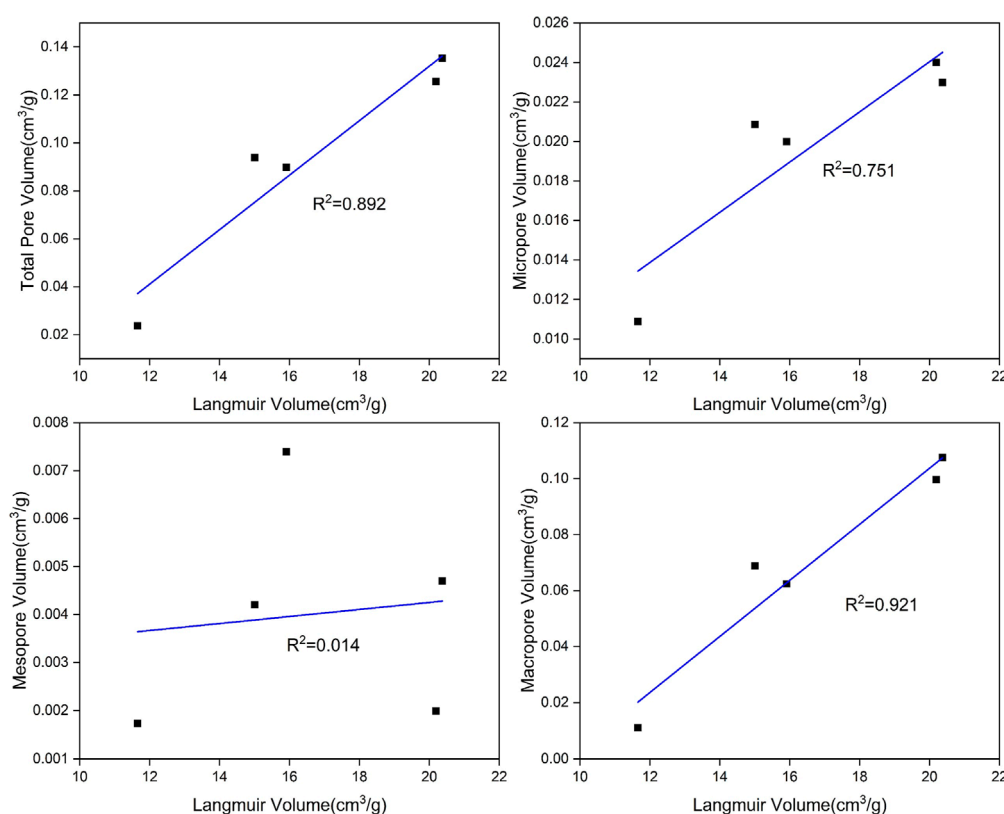 Total Pore Volume(cm³/g)
0.14
0.12
0.10
0.08
0.06
0.04
0.02
R²=0.892
10 12 14 16 18 20 22
Langmuir Volume(cm³/g)
Micropore Volume(cm³/g)
0.026
0.024
0.022
0.020
0.018
0.016
0.014
0.012
0.010
R²=0.751
10 12 14 16 18 20 22
Langmuir Volume(cm³/g)
Mesopore Volume(cm³/g)
0.008
0.007
0.006
0.005
0.004
0.003
0.002
0.001
R²=0.014
10 12 14 16 18 20 22
Langmuir Volume(cm³/g)
Macropore Volume(cm³/g)
0.12
0.10
0.08
0.06
0.04
0.02
0.00
R²=0.921
10 12 14 16 18 20 22
Langmuir Volume(cm³/g)